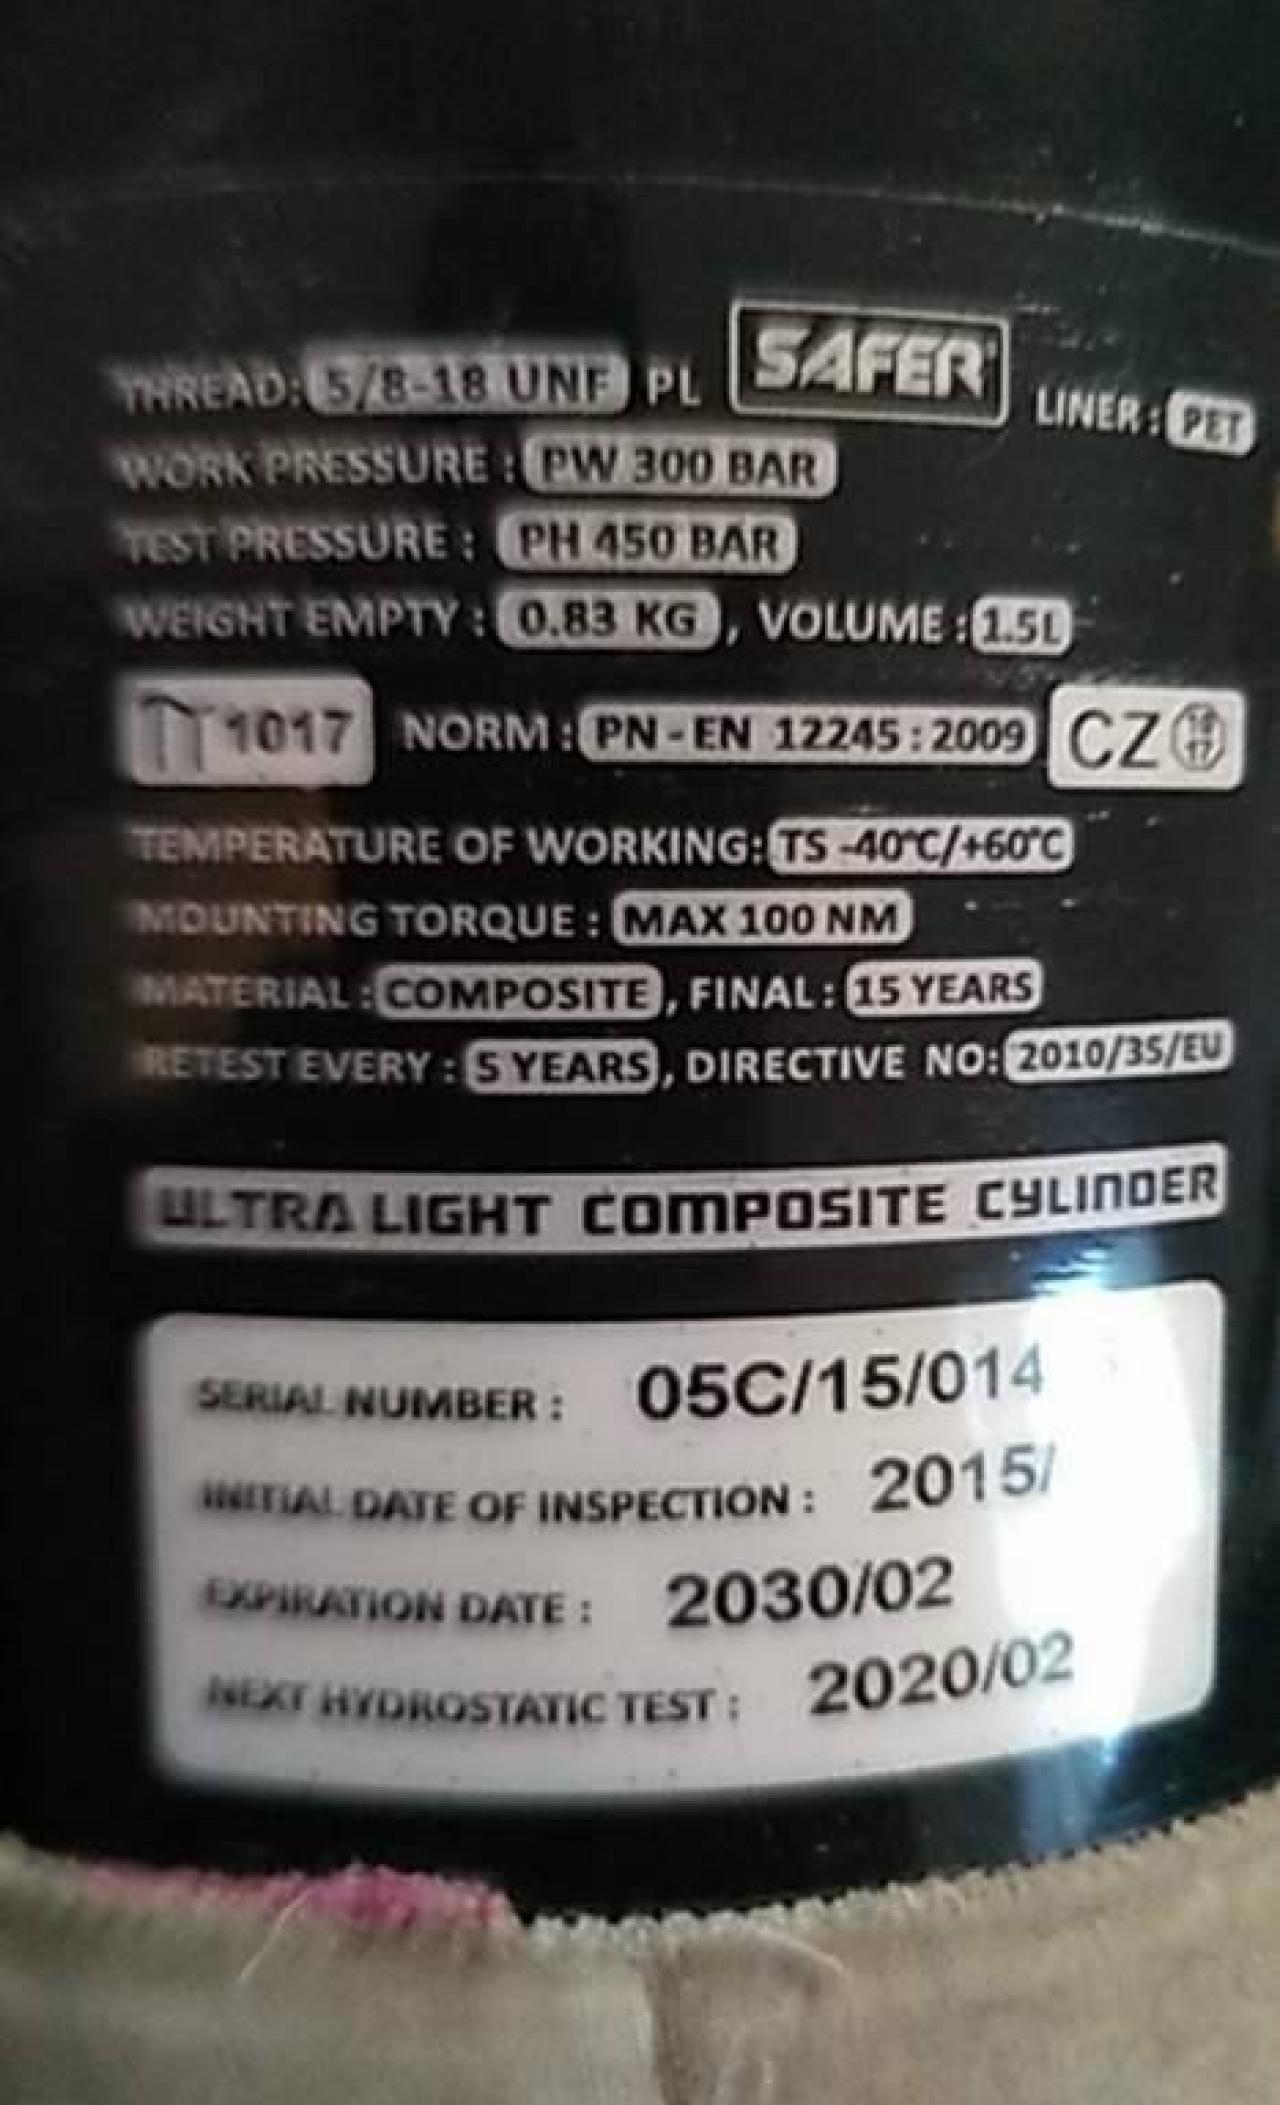 SAFER
THREAD: 5/8-18 UNF PL LINER: PET
WORK PRESSURE : PW 300 BAR
TEST PRESSURE : PH 450 BAR
WEIGHT EMPTY : 0.83 KG , VOLUME : 1.5L
π 1017 NORM : PN - EN 12245 : 2009 CZ 10 17
TEMPERATURE OF WORKING: TS -40°C/+60°C
MOUNTING TORQUE : MAX 100 NM
MATERIAL : COMPOSITE , FINAL : 15 YEARS
RETEST EVERY : 5 YEARS , DIRECTIVE NO: 2010/35/EU
ULTRA LIGHT COMPOSITE CYLINDER
SERIAL NUMBER : 05C/15/014
INITIAL DATE OF INSPECTION : 2015/
EXPIRATION DATE : 2030/02
NEXT HYDROSTATIC TEST : 2020/02